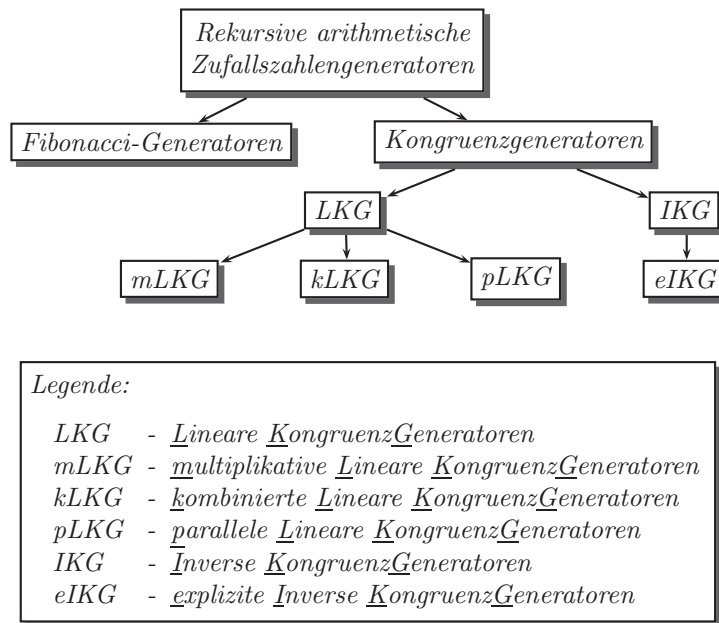 Rekursive arithmetische
Zufallszahlengeneratoren
Fibonacci-Generatoren
Kongruenzgeneratoren
LKG
IKG
mLKG
kLKG
pLKG
eIKG
Legende:
LKG - Lineare KongruenzGeneratoren
mLKG - multiplikative Lineare KongruenzGeneratoren
kLKG - kombinierte Lineare KongruenzGeneratoren
pLKG - parallele Lineare KongruenzGeneratoren
IKG - Inverse KongruenzGeneratoren
eIKG - explizite Inverse KongruenzGeneratoren